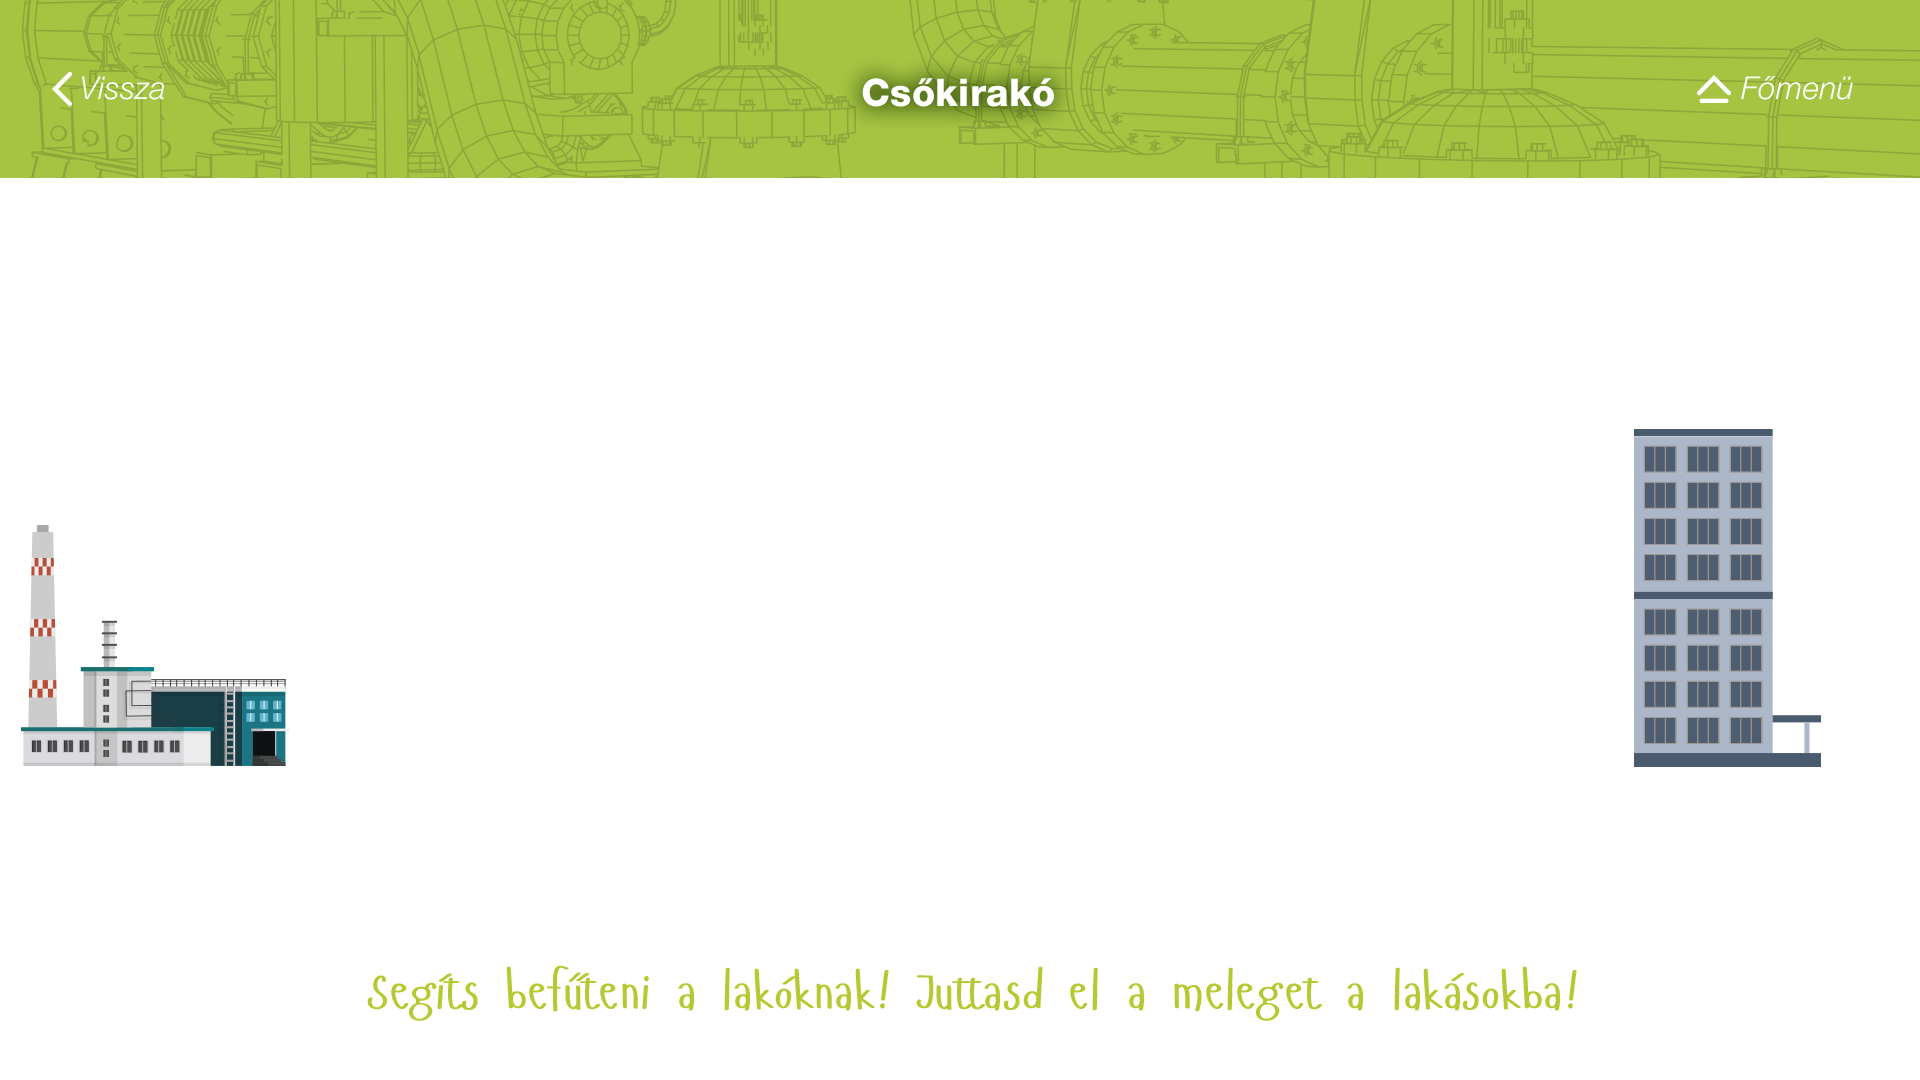 Vissza
Csőkirakó
Főmenü
Segíts befűteni a lakóknak! Juttasd el a meleget a lakásokba!